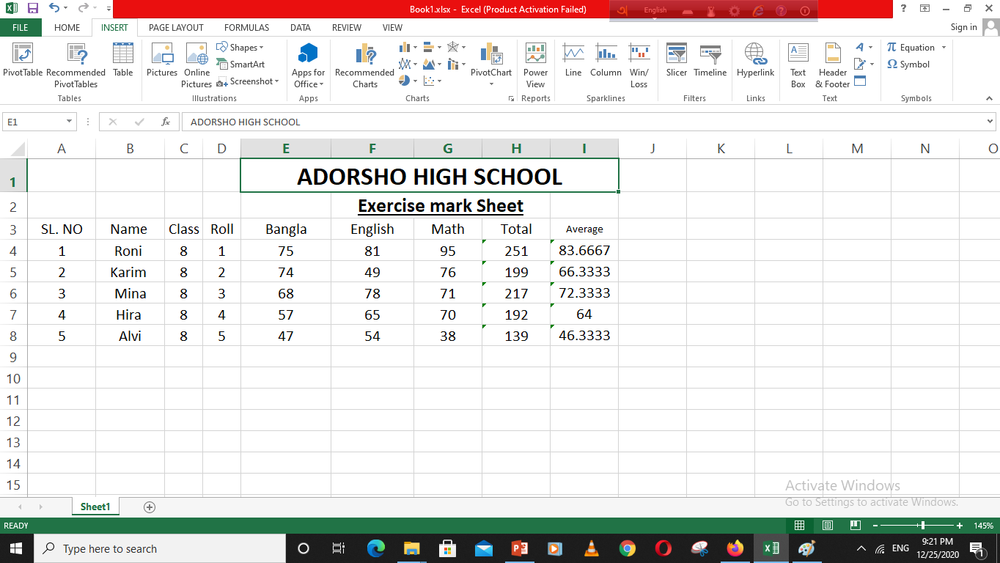 Book1.xlsx - Excel (Product Activation Failed)
English
FILE HOME INSERT PAGE LAYOUT FORMULAS DATA REVIEW VIEW Sign in
PivotTable Recommended PivotTables Table Pictures Online Pictures Shapes SmartArt Screenshot Apps for Office Recommended Charts PivotChart Power View Line Column Win/Loss Slicer Timeline Hyperlink Text Box Header & Footer Equation Symbol
Tables Illustrations Apps Charts Reports Sparklines Filters Links Text Symbols
E1 fx ADORSHO HIGH SCHOOL
A B C D E F G H I J K L M N O
1 ADORSHO HIGH SCHOOL
2 Exercise mark Sheet
3 SL. NO Name Class Roll Bangla English Math Total Average
4 1 Roni 8 1 75 81 95 251 83.6667
5 2 Karim 8 2 74 49 76 199 66.3333
6 3 Mina 8 3 68 78 71 217 72.3333
7 4 Hira 8 4 57 65 70 192 64
8 5 Alvi 8 5 47 54 38 139 46.3333
9
10
11
12
13
14
15
Activate Windows
Go to Settings to activate Windows.
Sheet1
READY 145%
Type here to search ENG 9:21 PM
12/25/2020 1